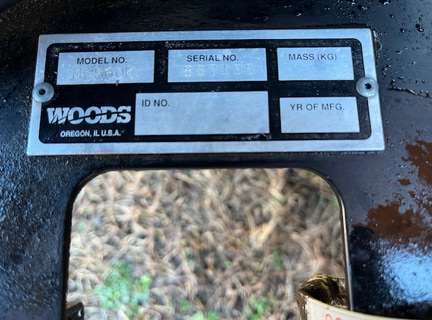 MODEL NO.
SERIAL NO.
MASS (KG)
WOODS
OREGON, IL U.S.A.
ID NO.
YR OF MFG.